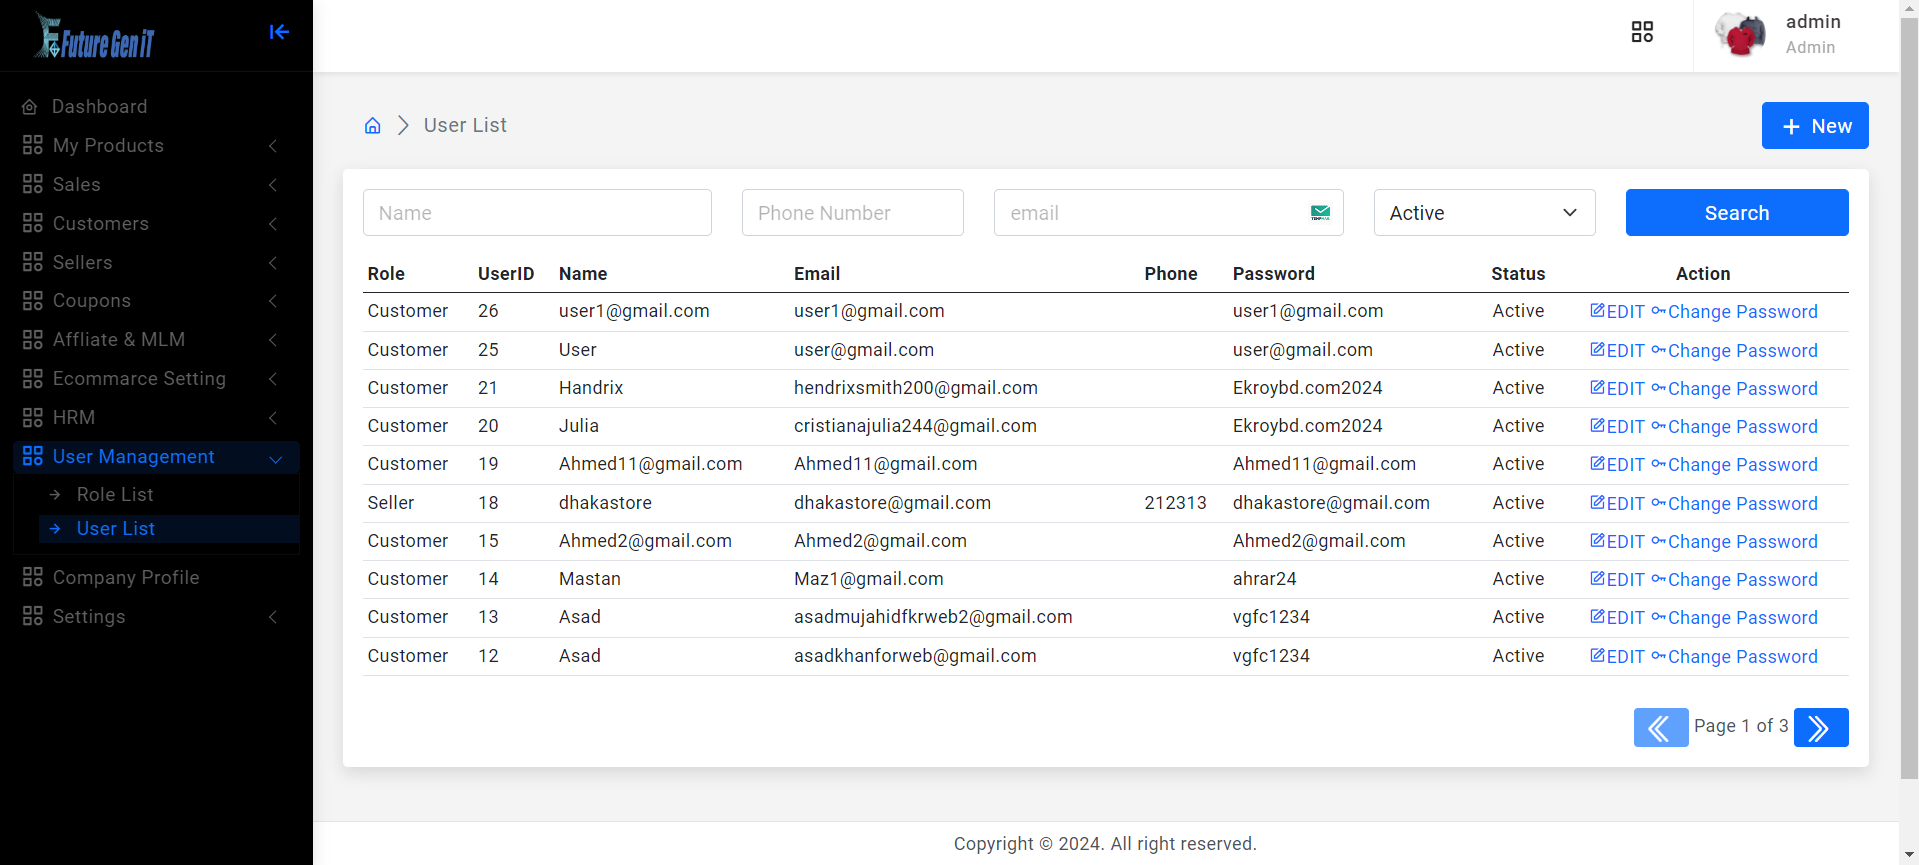 Future Gen iT
admin
Admin
Dashboard
My Products
Sales
Customers
Sellers
Coupons
Affliate & MLM
Ecommarce Setting
HRM
User Management
Role List
User List
Company Profile
Settings
User List
+ New
Name Phone Number email Active Search
Role UserID Name Email Phone Password Status Action
Customer 26 user1@gmail.com user1@gmail.com user1@gmail.com Active EDIT Change Password
Customer 25 User user@gmail.com user@gmail.com Active EDIT Change Password
Customer 21 Handrix hendrixsmith200@gmail.com Ekroybd.com2024 Active EDIT Change Password
Customer 20 Julia cristianajulia244@gmail.com Ekroybd.com2024 Active EDIT Change Password
Customer 19 Ahmed11@gmail.com Ahmed11@gmail.com Ahmed11@gmail.com Active EDIT Change Password
Seller 18 dhakastore dhakastore@gmail.com 212313 dhakastore@gmail.com Active EDIT Change Password
Customer 15 Ahmed2@gmail.com Ahmed2@gmail.com Ahmed2@gmail.com Active EDIT Change Password
Customer 14 Mastan Maz1@gmail.com ahrar24 Active EDIT Change Password
Customer 13 Asad asadmujahidfkrweb2@gmail.com vgfc1234 Active EDIT Change Password
Customer 12 Asad asadkhanforweb@gmail.com vgfc1234 Active EDIT Change Password
Page 1 of 3
Copyright © 2024. All right reserved.